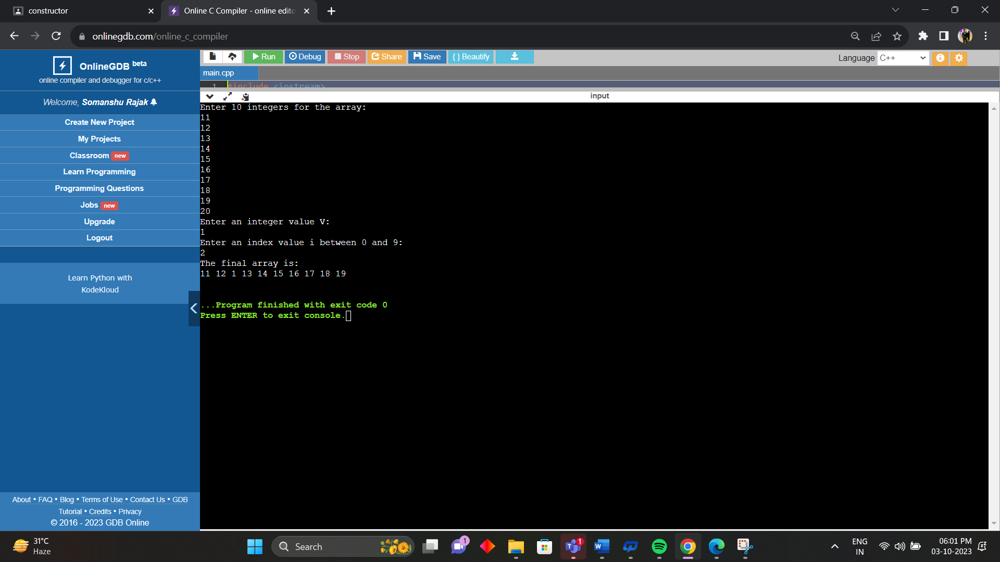 constructor
Online C Compiler - online edito
onlinegdb.com/online_c_compiler
OnlineGDB beta
online compiler and debugger for c/c++
Welcome, Somanshu Rajak
Create New Project
My Projects
Classroom new
Learn Programming
Programming Questions
Jobs new
Upgrade
Logout
Learn Python with
KodeKloud
About • FAQ • Blog • Terms of Use • Contact Us • GDB
Tutorial • Credits • Privacy
© 2016 - 2023 GDB Online
Run Debug Stop Share Save { } Beautify
Language C++
main.cpp
1 #include <iostream>
input
Enter 10 integers for the array:
11
12
13
14
15
16
17
18
19
20
Enter an integer value V:
1
Enter an index value i between 0 and 9:
2
The final array is:
11 12 1 13 14 15 16 17 18 19
...Program finished with exit code 0
Press ENTER to exit console.
31°C
Haze
Search
1
1
ENG
IN
06:01 PM
03-10-2023